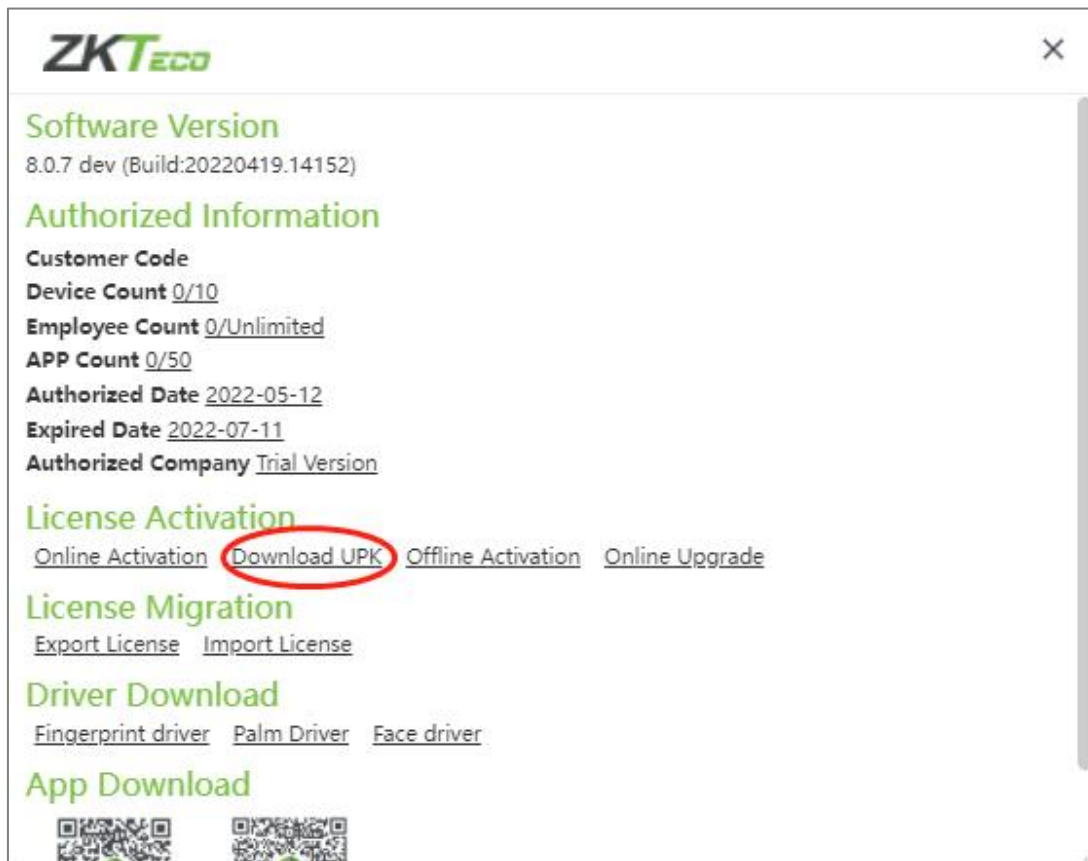 ZKTECO
Software Version
8.0.7 dev (Build:20220419.14152)
Authorized Information
Customer Code
Device Count 0/10
Employee Count 0/Unlimited
APP Count 0/50
Authorized Date 2022-05-12
Expired Date 2022-07-11
Authorized Company Trial Version
License Activation
Online Activation Download UPK Offline Activation Online Upgrade
License Migration
Export License Import License
Driver Download
Fingerprint driver Palm Driver Face driver
App Download